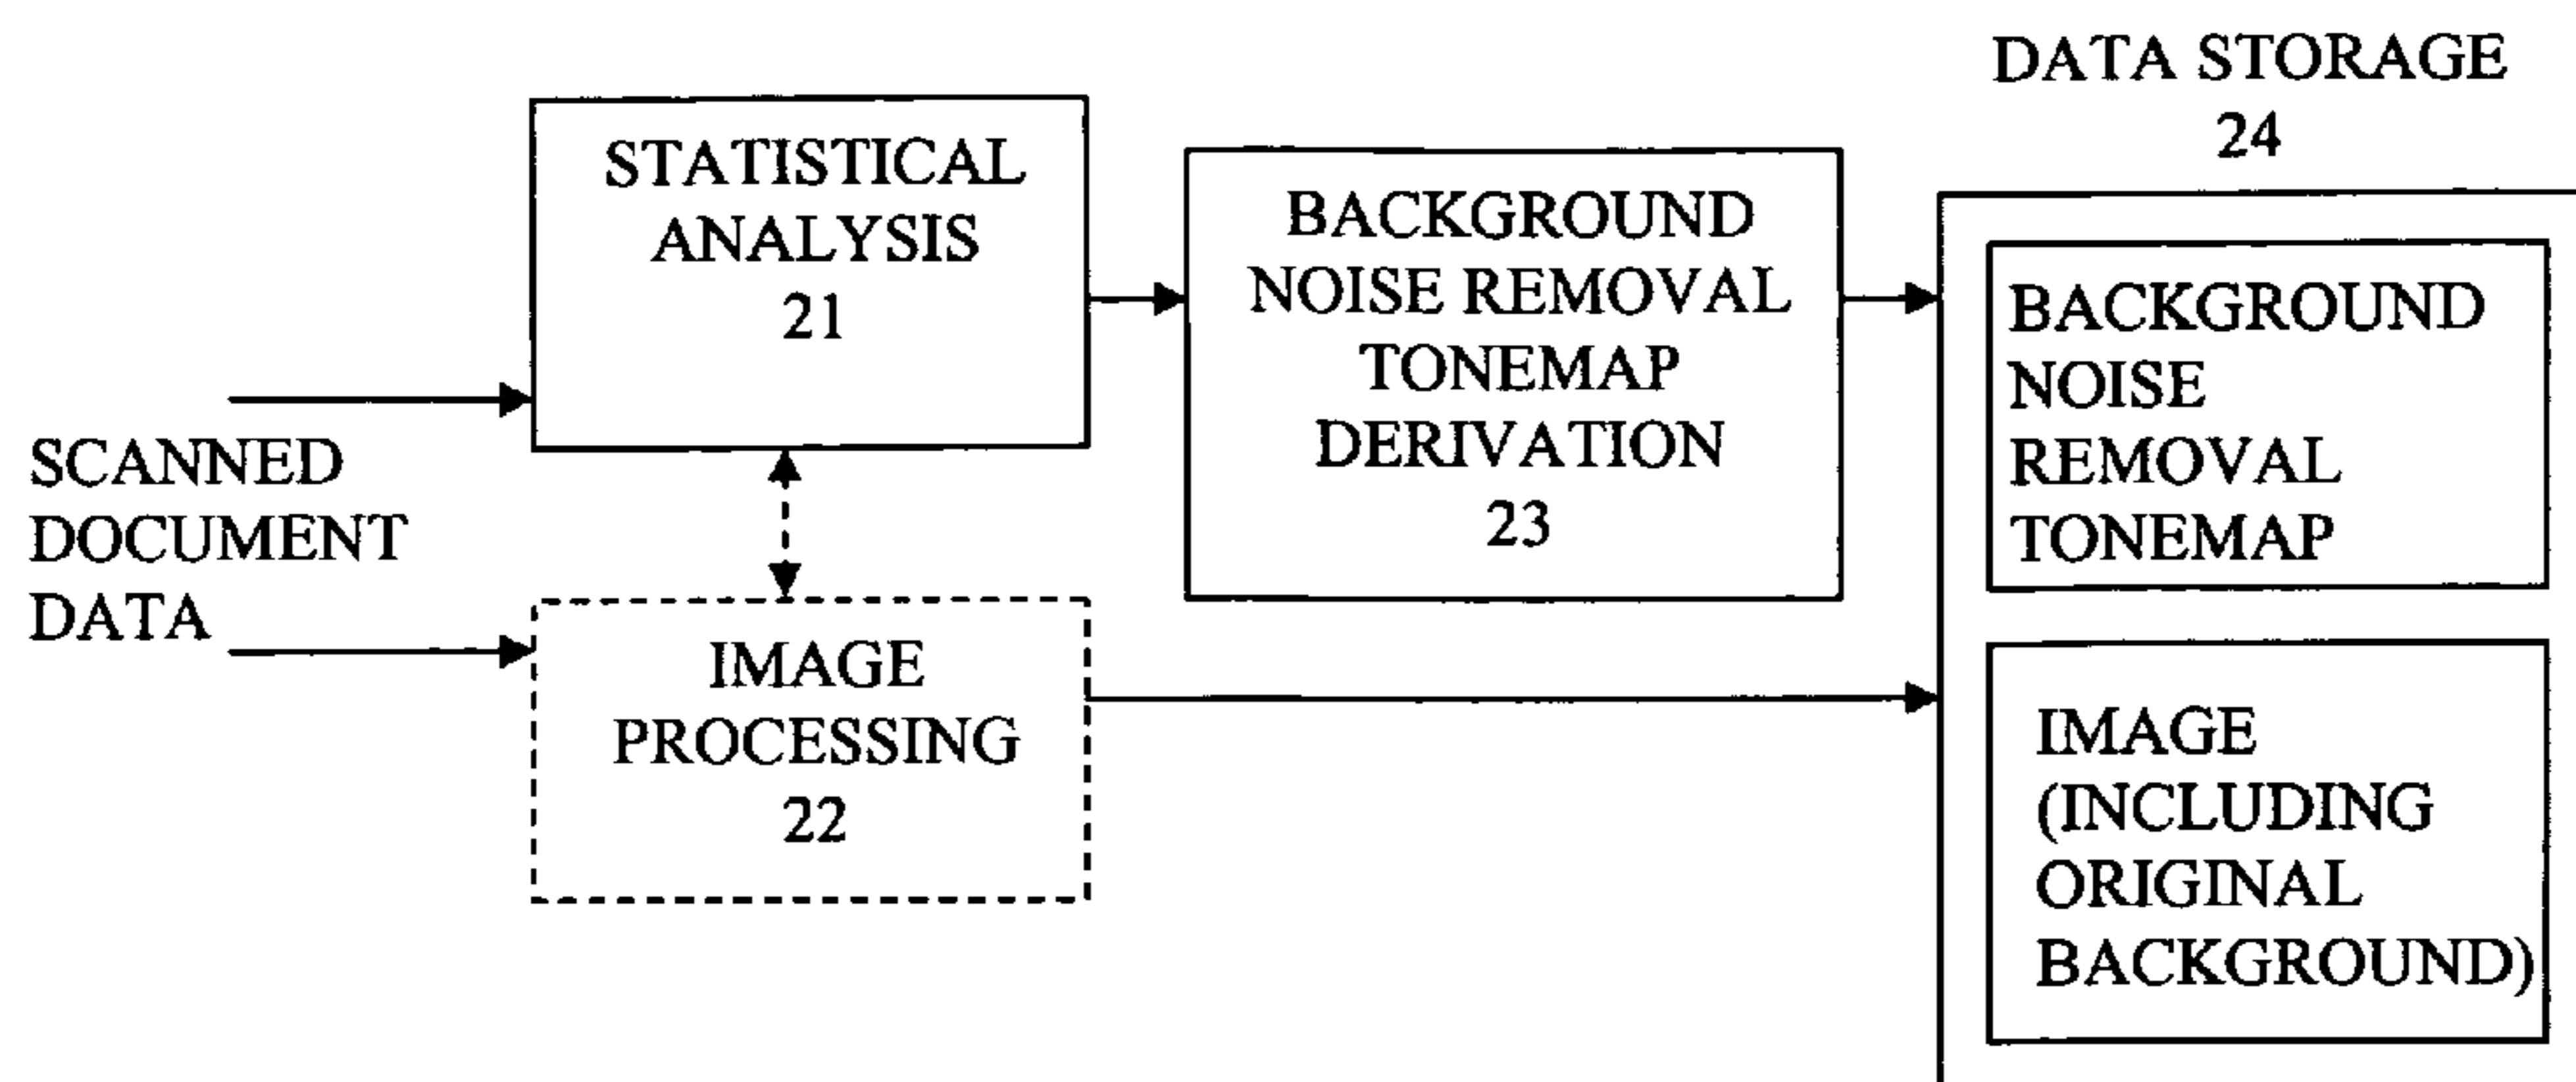 DATA STORAGE
24
STATISTICAL
ANALYSIS
21
BACKGROUND
NOISE REMOVAL
TONEMAP
DERIVATION
23
BACKGROUND
NOISE
REMOVAL
TONEMAP
SCANNED
DOCUMENT
DATA
IMAGE
PROCESSING
22
IMAGE
(INCLUDING
ORIGINAL
BACKGROUND)